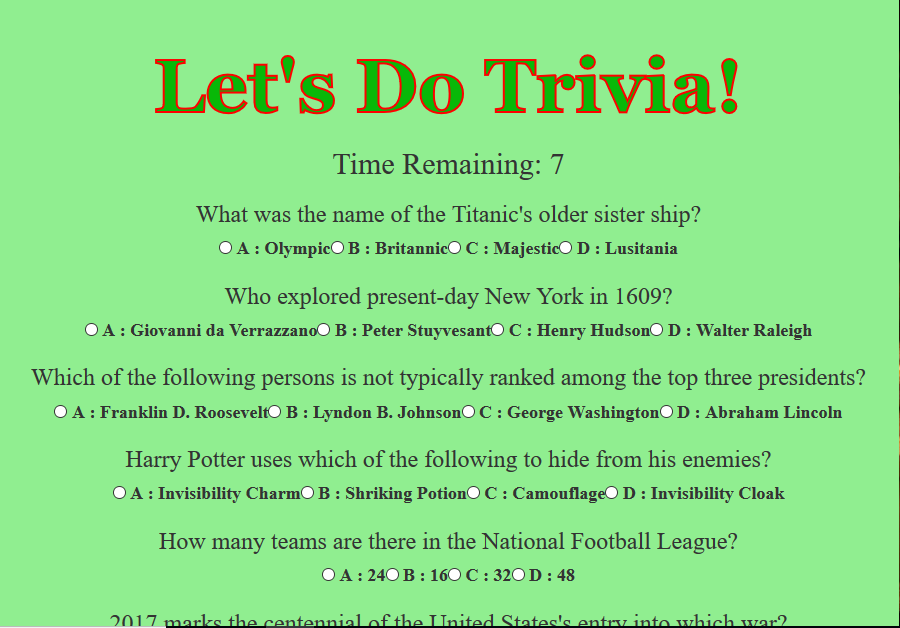 Let's Do Trivia!
Time Remaining: 7
What was the name of the Titanic's older sister ship?
A : Olympic B : Britannic C : Majestic D : Lusitania
Who explored present-day New York in 1609?
A : Giovanni da Verrazzano B : Peter Stuyvesant C : Henry Hudson D : Walter Raleigh
Which of the following persons is not typically ranked among the top three presidents?
A : Franklin D. Roosevelt B : Lyndon B. Johnson C : George Washington D : Abraham Lincoln
Harry Potter uses which of the following to hide from his enemies?
A : Invisibility Charm B : Shriking Potion C : Camouflage D : Invisibility Cloak
How many teams are there in the National Football League?
A : 24 B : 16 C : 32 D : 48
2017 marks the centennial of the United States's entry into which war?